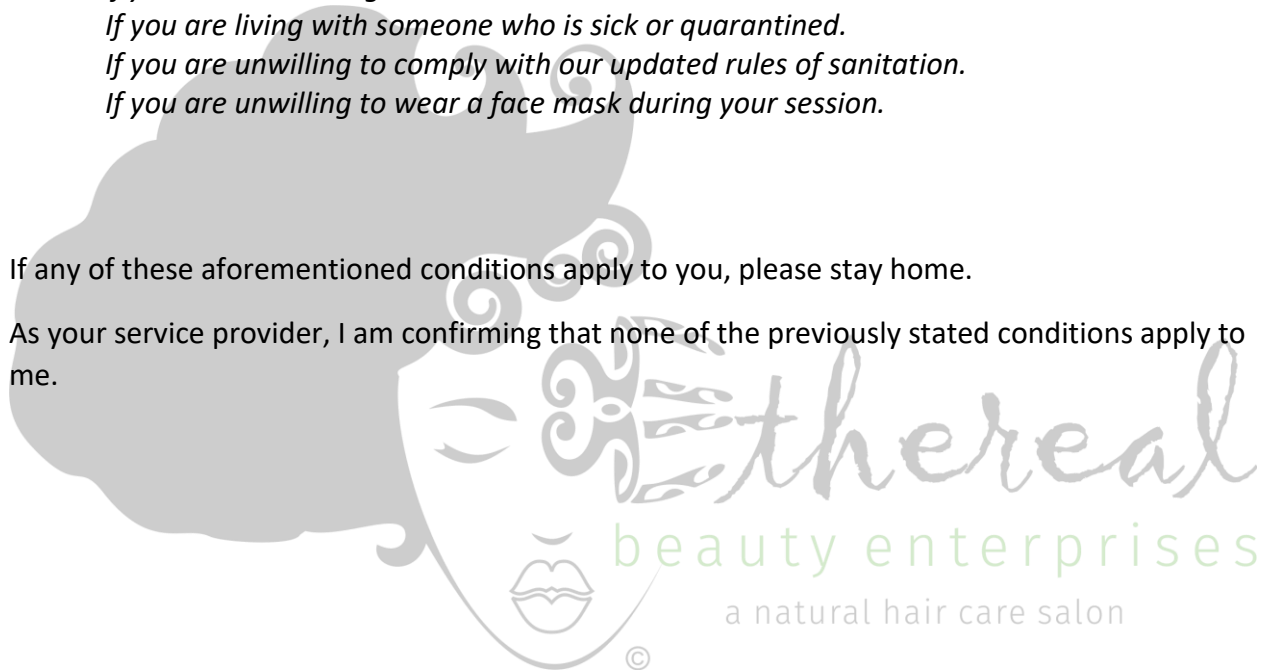 If you are living with someone who is sick or quarantined.
If you are unwilling to comply with our updated rules of sanitation.
If you are unwilling to wear a face mask during your session.
If any of these aforementioned conditions apply to you, please stay home.
As your service provider, I am confirming that none of the previously stated conditions apply to
me.
Ethereal
beauty enterprises
a natural hair care salon
©